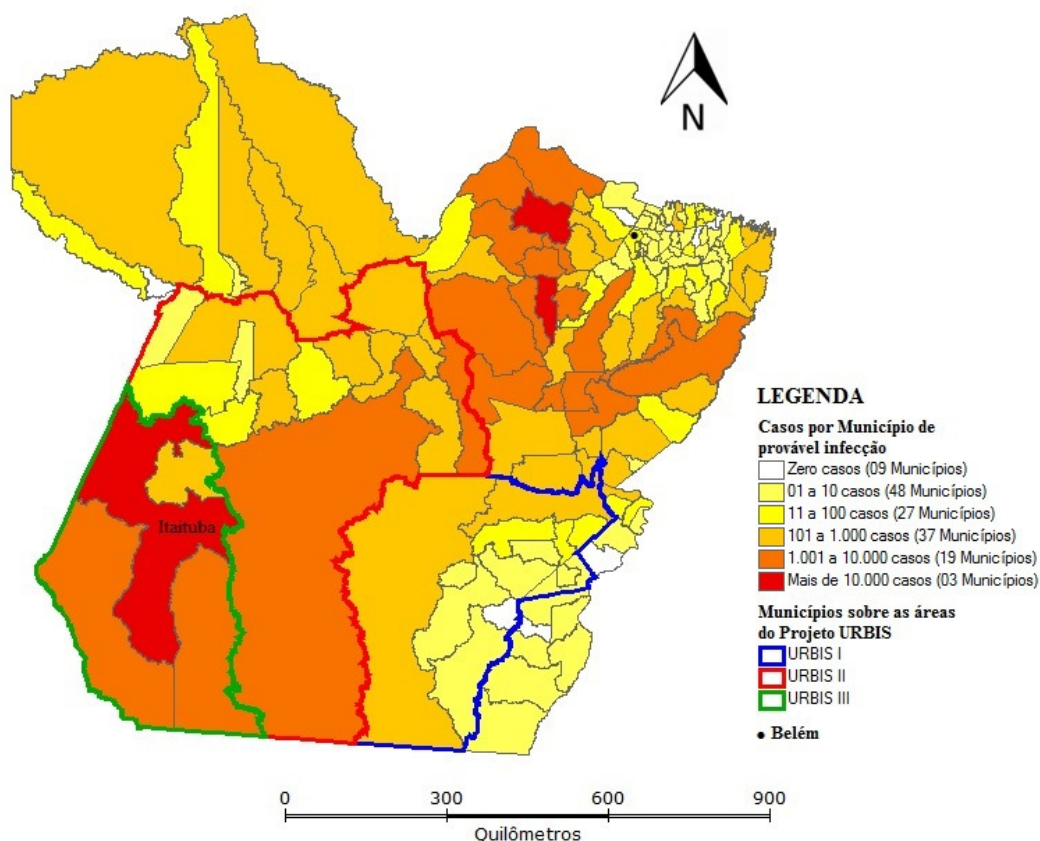 N
Itaituba
LEGENDA
Casos por Município de
provável infecção
Zero casos (09 Municípios)
01 a 10 casos (48 Municípios)
11 a 100 casos (27 Municípios)
101 a 1.000 casos (37 Municípios)
1.001 a 10.000 casos (19 Municípios)
Mais de 10.000 casos (03 Municípios)
Municípios sobre as áreas
do Projeto URBIS
URBIS I
URBIS II
URBIS III
• Belém
0 300 600 900
Quilômetros